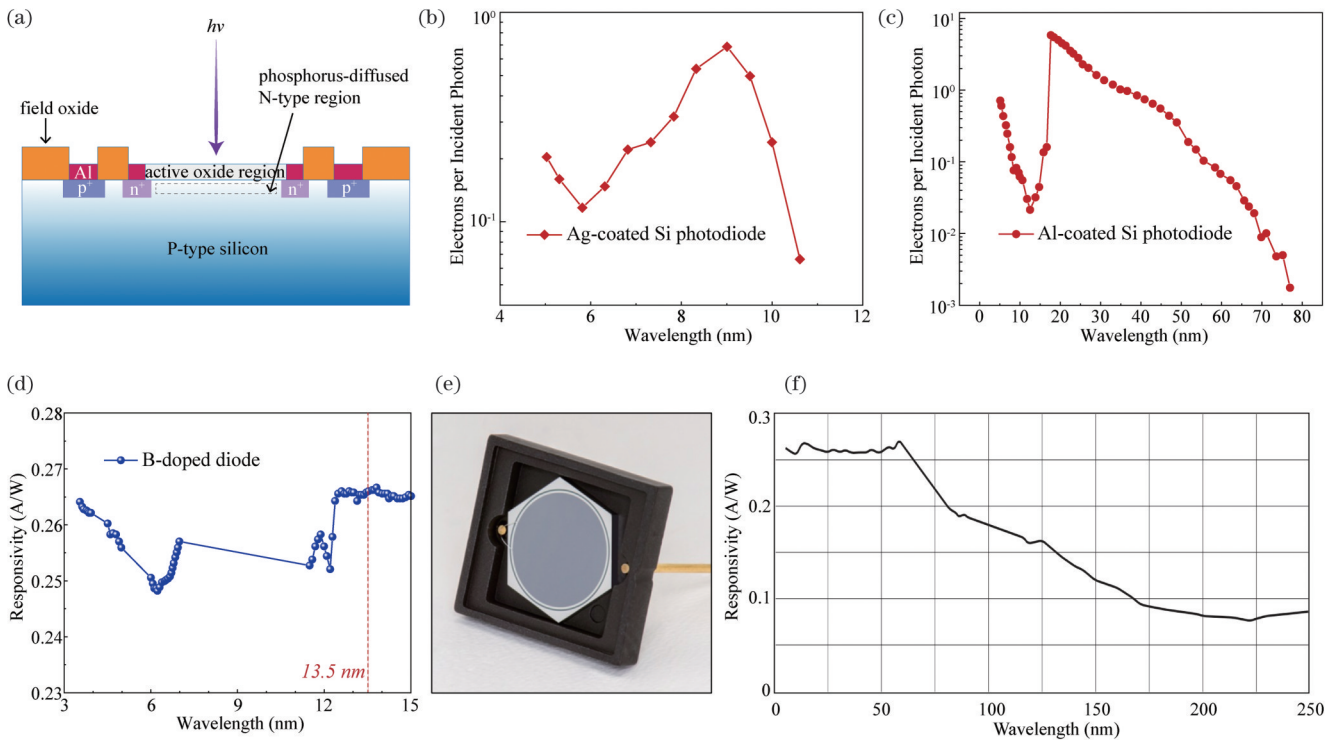 (a)
hν
phosphorus-diffused
N-type region
field oxide
Al
active oxide region
p+
n+
n+
p+
P-type silicon
(b)
10⁰
10⁻¹
Electrons per Incident Photon
Ag-coated Si photodiode
4
6
8
10
12
Wavelength (nm)
(c)
10¹
10⁰
10⁻¹
10⁻²
10⁻³
Electrons per Incident Photon
Al-coated Si photodiode
0
10
20
30
40
50
60
70
80
Wavelength (nm)
(d)
0.28
0.27
0.26
0.25
0.24
0.23
Responsivity (A/W)
B-doped diode
13.5 nm
3
6
9
12
15
Wavelength (nm)
(e)
(f)
0.3
0.2
0.1
0
Responsivity (A/W)
0
50
100
150
200
250
Wavelength (nm)